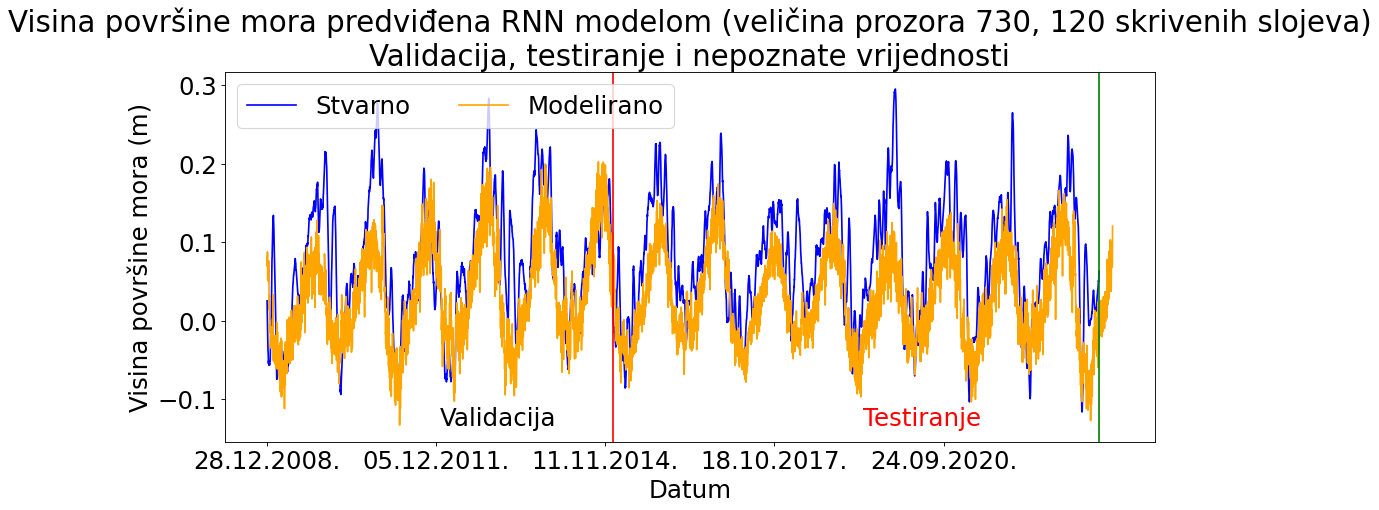 Visina površine mora predviđena RNN modelom (veličina prozora 730, 120 skrivenih slojeva)
Validacija, testiranje i nepoznate vrijednosti
Stvarno Modelirano
Visina površine mora (m)
0.3
0.2
0.1
0.0
−0.1
Validacija
Testiranje
28.12.2008. 05.12.2011. 11.11.2014. 18.10.2017. 24.09.2020.
Datum